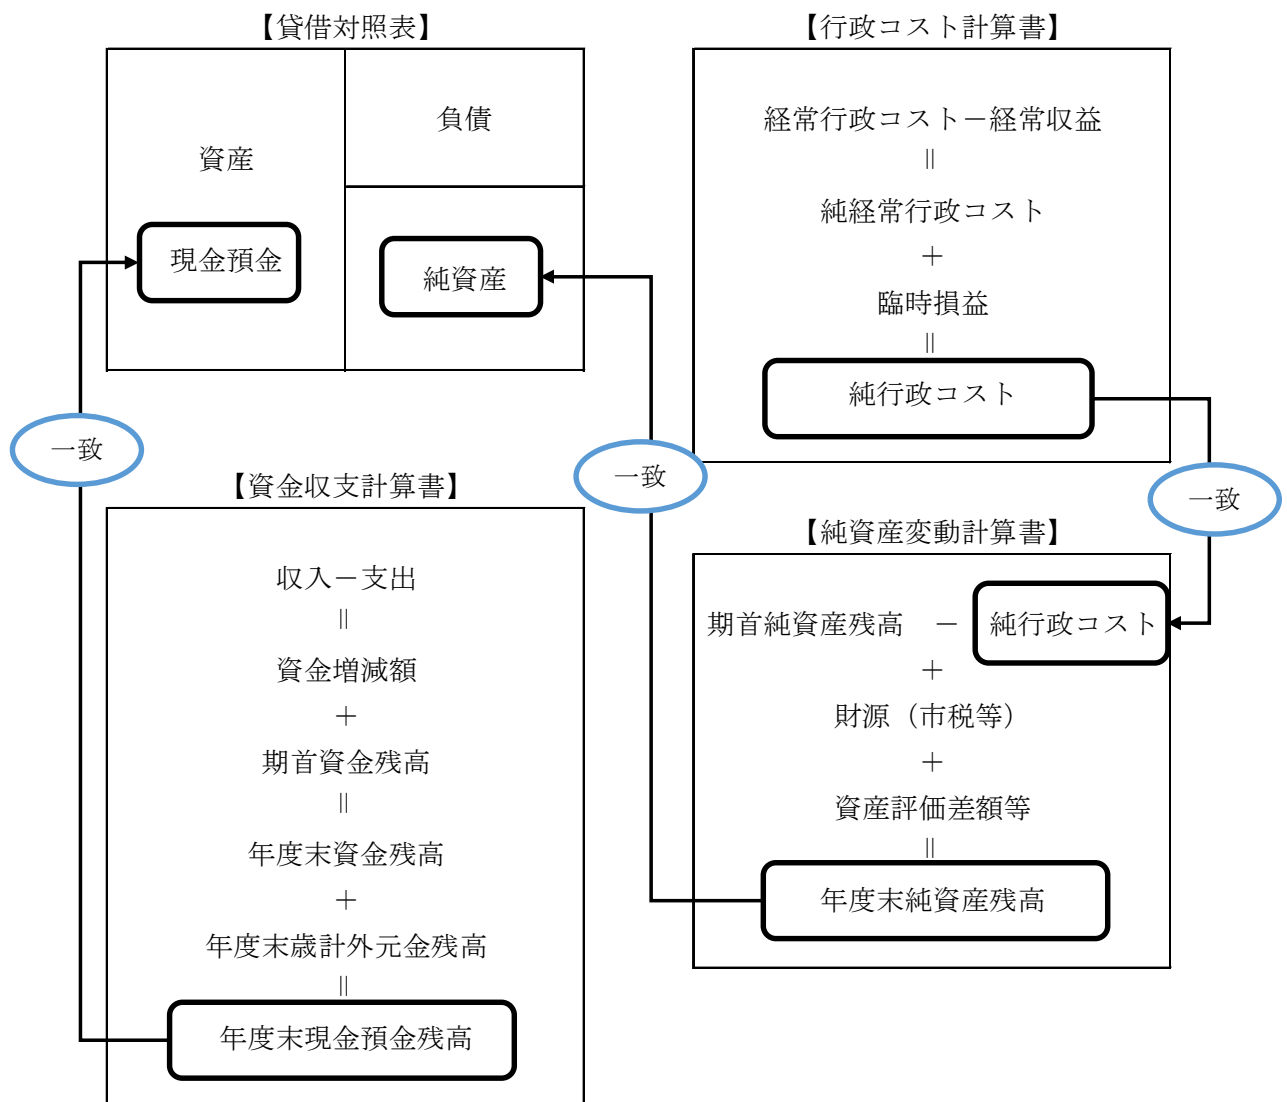 【貸借対照表】
資産
負債
現金預金
純資産
【行政コスト計算書】
経常行政コスト－経常収益
＝
純経常行政コスト
＋
臨時損益
＝
純行政コスト
一致
一致
一致
【資金収支計算書】
収入－支出
＝
資金増減額
＋
期首資金残高
＝
年度末資金残高
＋
年度末歳計外元金残高
＝
年度末現金預金残高
【純資産変動計算書】
期首純資産残高 － 純行政コスト
＋
財源（市税等）
＋
資産評価差額等
＝
年度末純資産残高